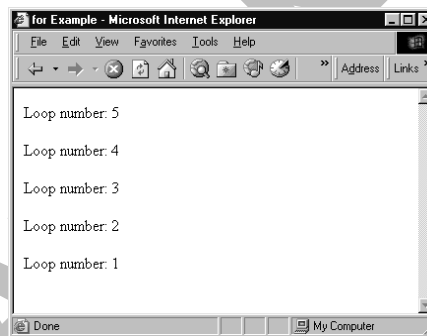 for Example - Microsoft Internet Explorer
File Edit View Favorites Tools Help
» Address Links »
Loop number: 5
Loop number: 4
Loop number: 3
Loop number: 2
Loop number: 1
Done My Computer